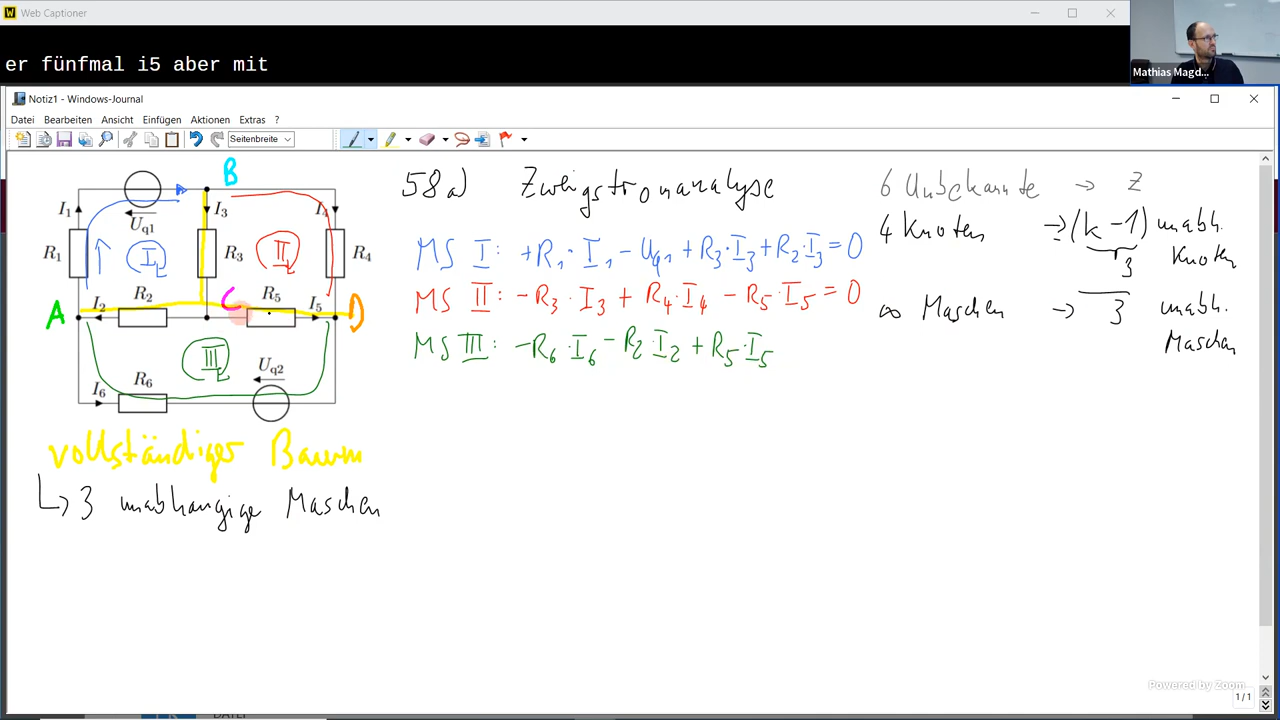 Web Captioner
er fünfmal i5 aber mit
Mathias Magd...
Notiz1 - Windows-Journal
Datei Bearbeiten Ansicht Einfügen Aktionen Extras ?
Seitenbreite
58a) Zweigstromanalyse
6 Unbekannte → Z
4 Knoten → (k - 1) unabh. Knoten
3
∞ Maschen → 3 unabh. Maschen
MS I: +R1·I1 - Uq1 + R3·I3 + R2·I3 = 0
MS II: -R3·I3 + R4·I4 - R5·I5 = 0
MS III: -R6·I6 - R2 I2 + R5·I5
B
I1 Uq1 I3 I4
R1 I R3 II R4
A I2 R2 C R5 I5 D
III
Uq2
I6 R6
vollständiger Baum
↳ 3 unabhängige Maschen
Powered by Zoom
1/1